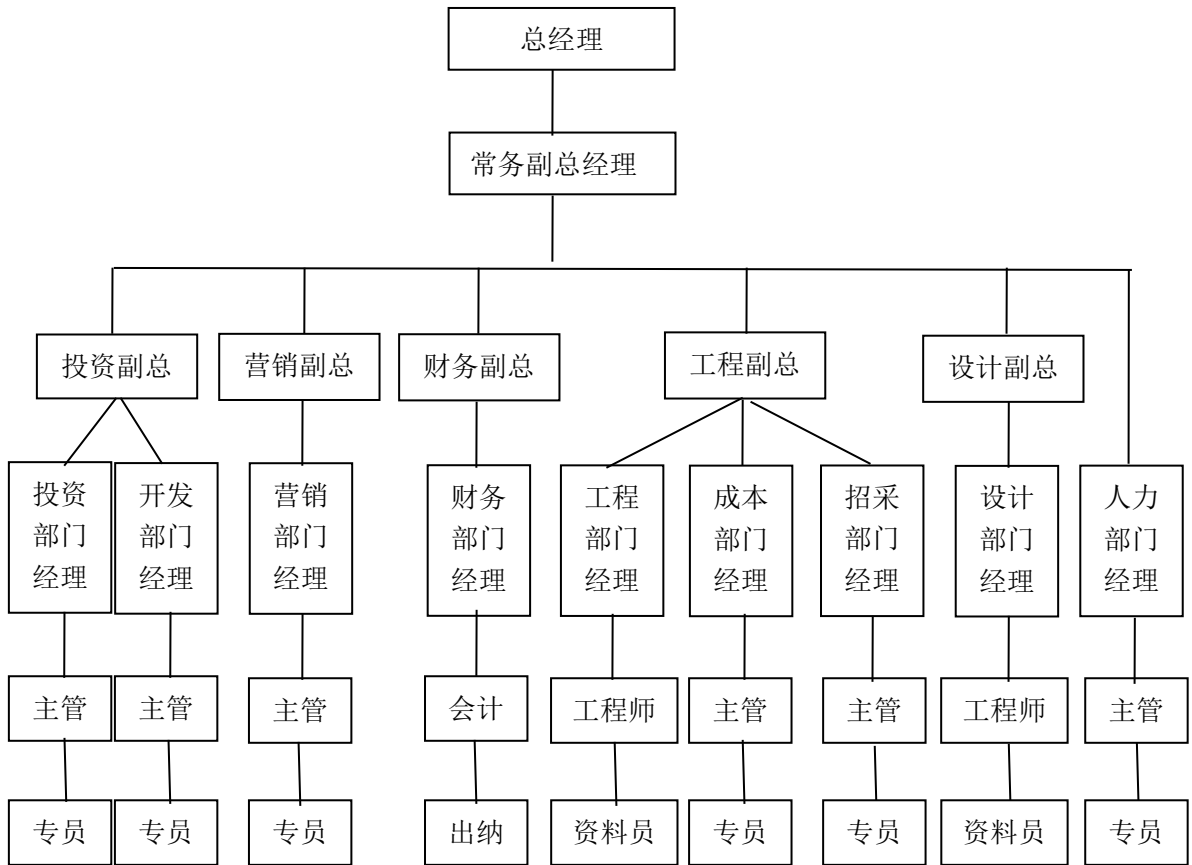 总经理
常务副总经理
投资副总
营销副总
财务副总
工程副总
设计副总
投资
部门
经理
开发
部门
经理
营销
部门
经理
财务
部门
经理
工程
部门
经理
成本
部门
经理
招采
部门
经理
设计
部门
经理
人力
部门
经理
主管
主管
主管
会计
工程师
主管
主管
工程师
主管
专员
专员
专员
出纳
资料员
专员
专员
资料员
专员